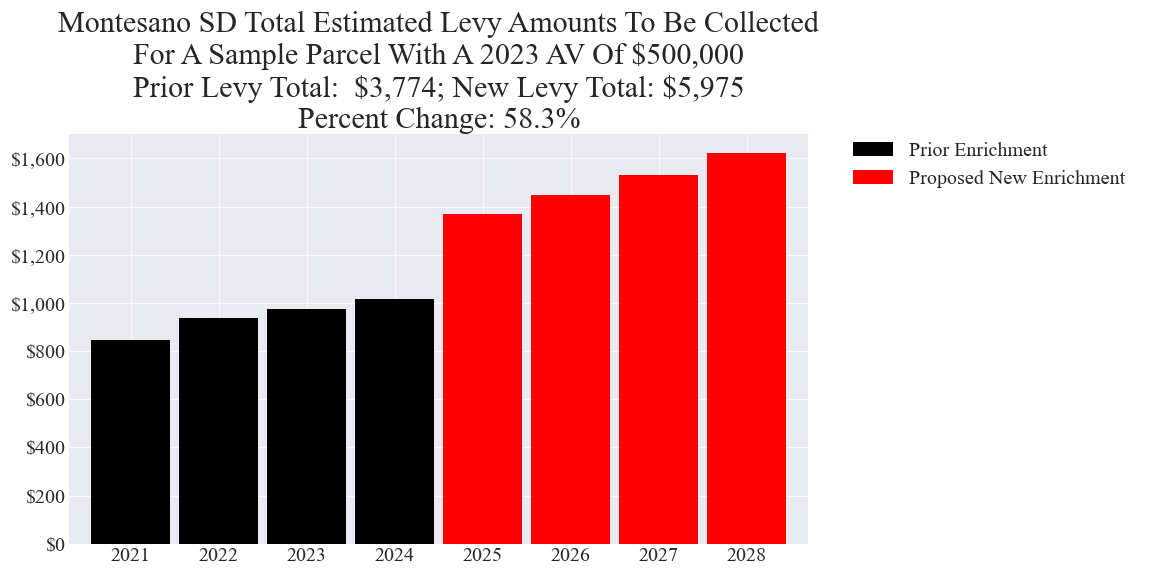 Montesano SD Total Estimated Levy Amounts To Be Collected
For A Sample Parcel With A 2023 AV Of $500,000
Prior Levy Total:  $3,774; New Levy Total: $5,975
Percent Change: 58.3%
Prior Enrichment
Proposed New Enrichment
$1,600
$1,400
$1,200
$1,000
$800
$600
$400
$200
$0
2021 2022 2023 2024 2025 2026 2027 2028